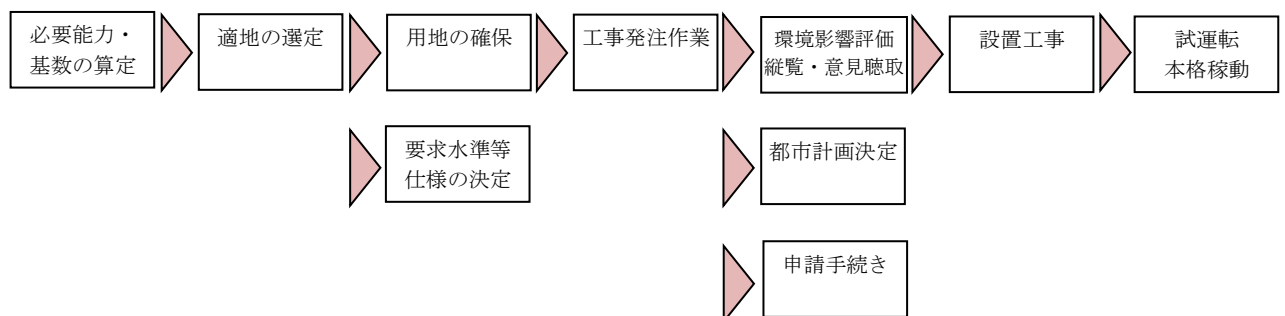 必要能力・
基数の算定
適地の選定
用地の確保
工事発注作業
環境影響評価
縦覧・意見聴取
設置工事
試運転
本格稼動
要求水準等
仕様の決定
都市計画決定
申請手続き